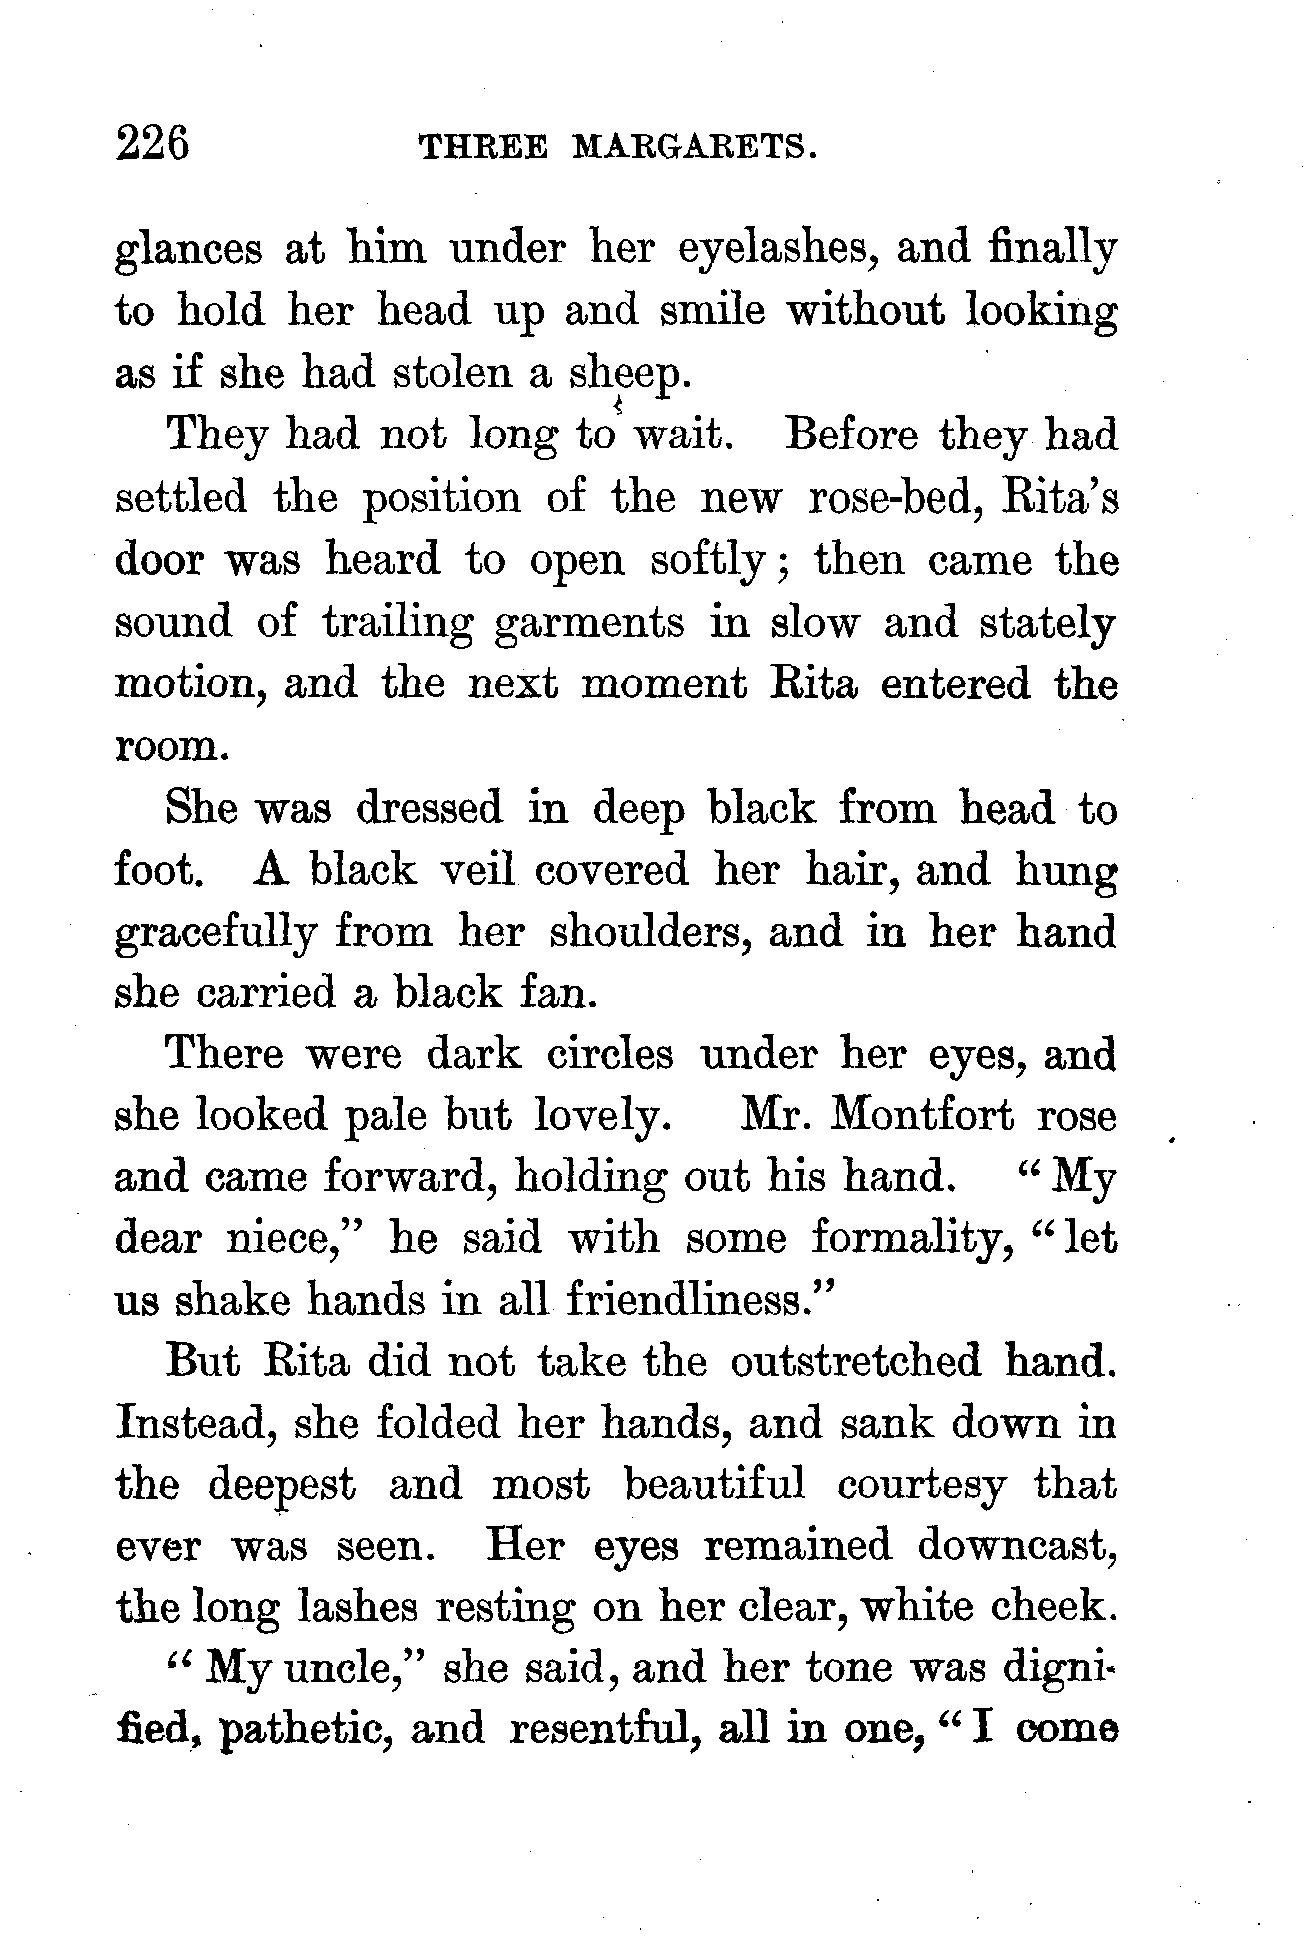 226 THREE MARGARETS.
glances at him under her eyelashes, and finally
to hold her head up and smile without looking
as if she had stolen a sheep.
They had not long to wait. Before they had
settled the position of the new rose-bed, Rita's
door was heard to open softly; then came the
sound of trailing garments in slow and stately
motion, and the next moment Rita entered the
room.
She was dressed in deep black from head to
foot. A black veil covered her hair, and hung
gracefully from her shoulders, and in her hand
she carried a black fan.
There were dark circles under her eyes, and
she looked pale but lovely. Mr. Montfort rose
and came forward, holding out his hand. "My
dear niece," he said with some formality, "let
us shake hands in all friendliness."
But Rita did not take the outstretched hand.
Instead, she folded her hands, and sank down in
the deepest and most beautiful courtesy that
ever was seen. Her eyes remained downcast,
the long lashes resting on her clear, white cheek.
"My uncle," she said, and her tone was digni-
fied, pathetic, and resentful, all in one, "I come